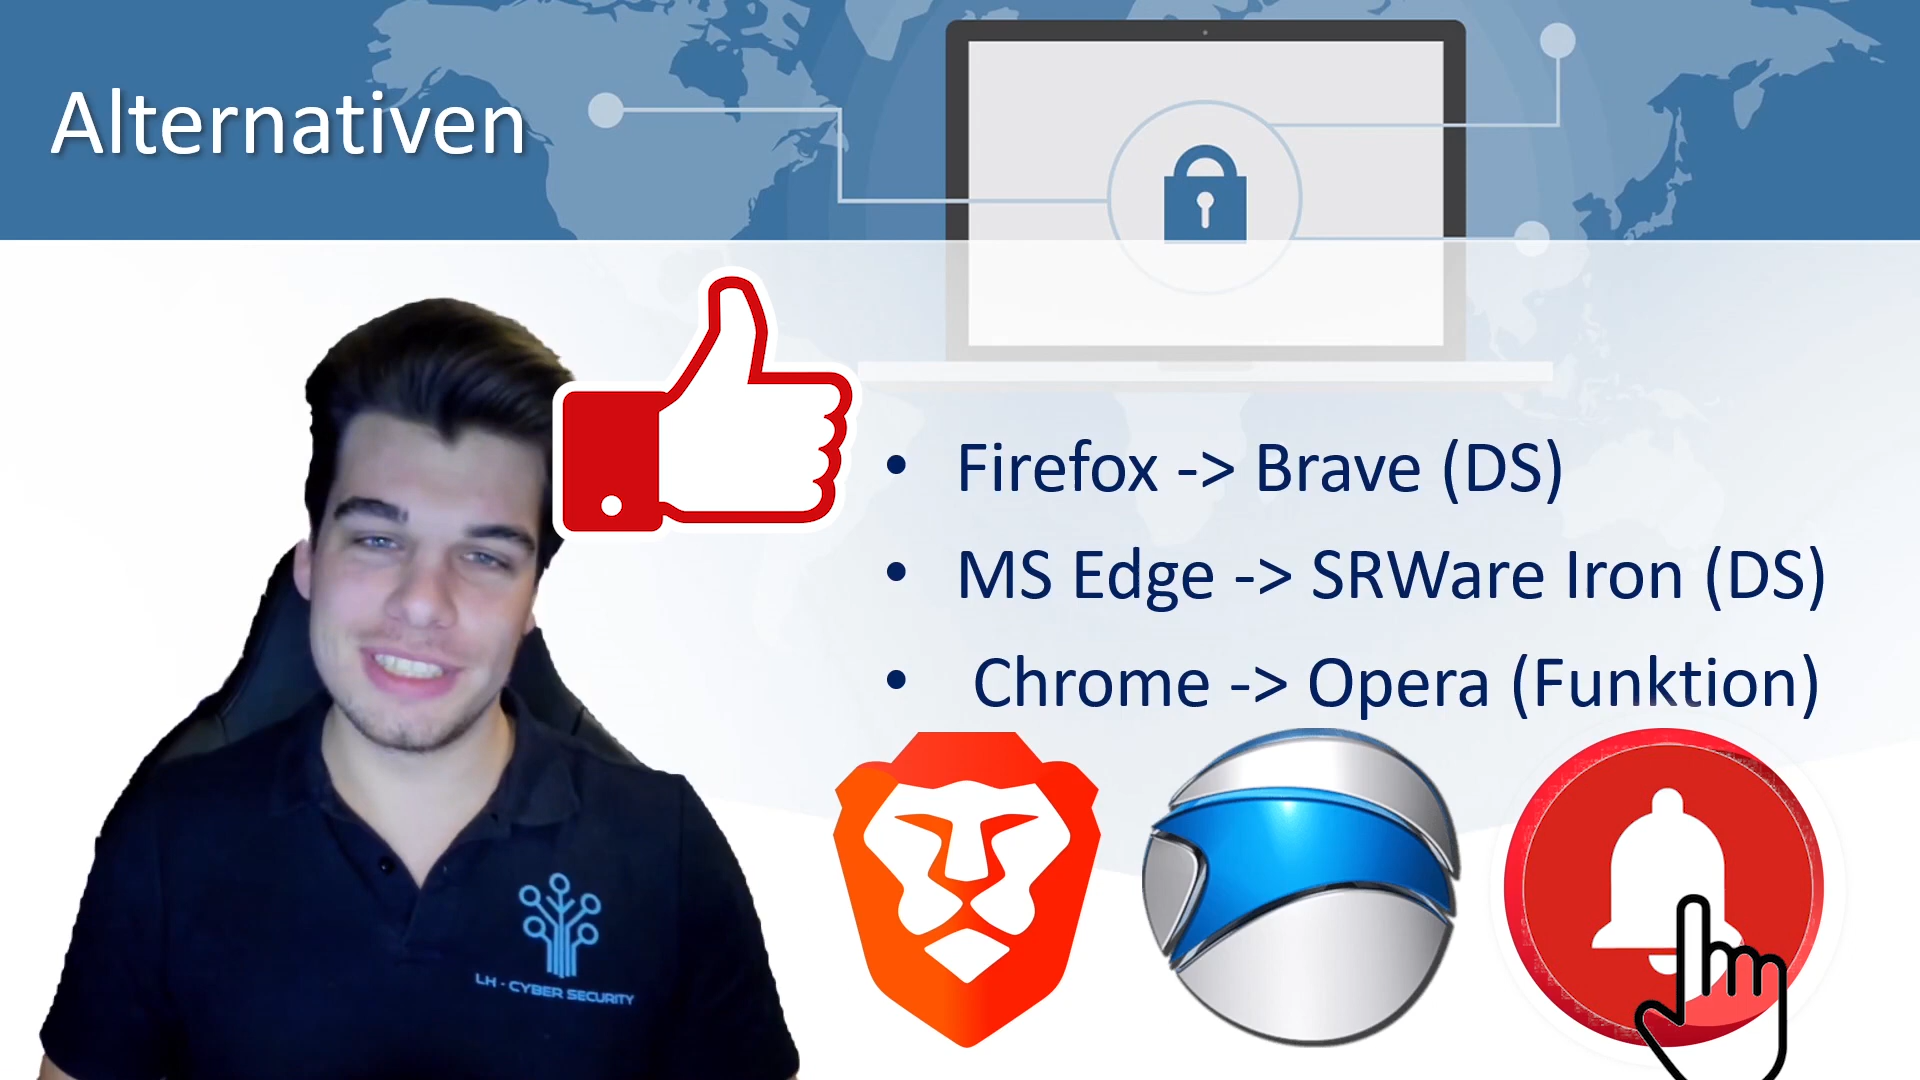 Alternativen
• Firefox -> Brave (DS)
• MS Edge -> SRWare Iron (DS)
• Chrome -> Opera (Funktion)
LH - CYBER SECURITY